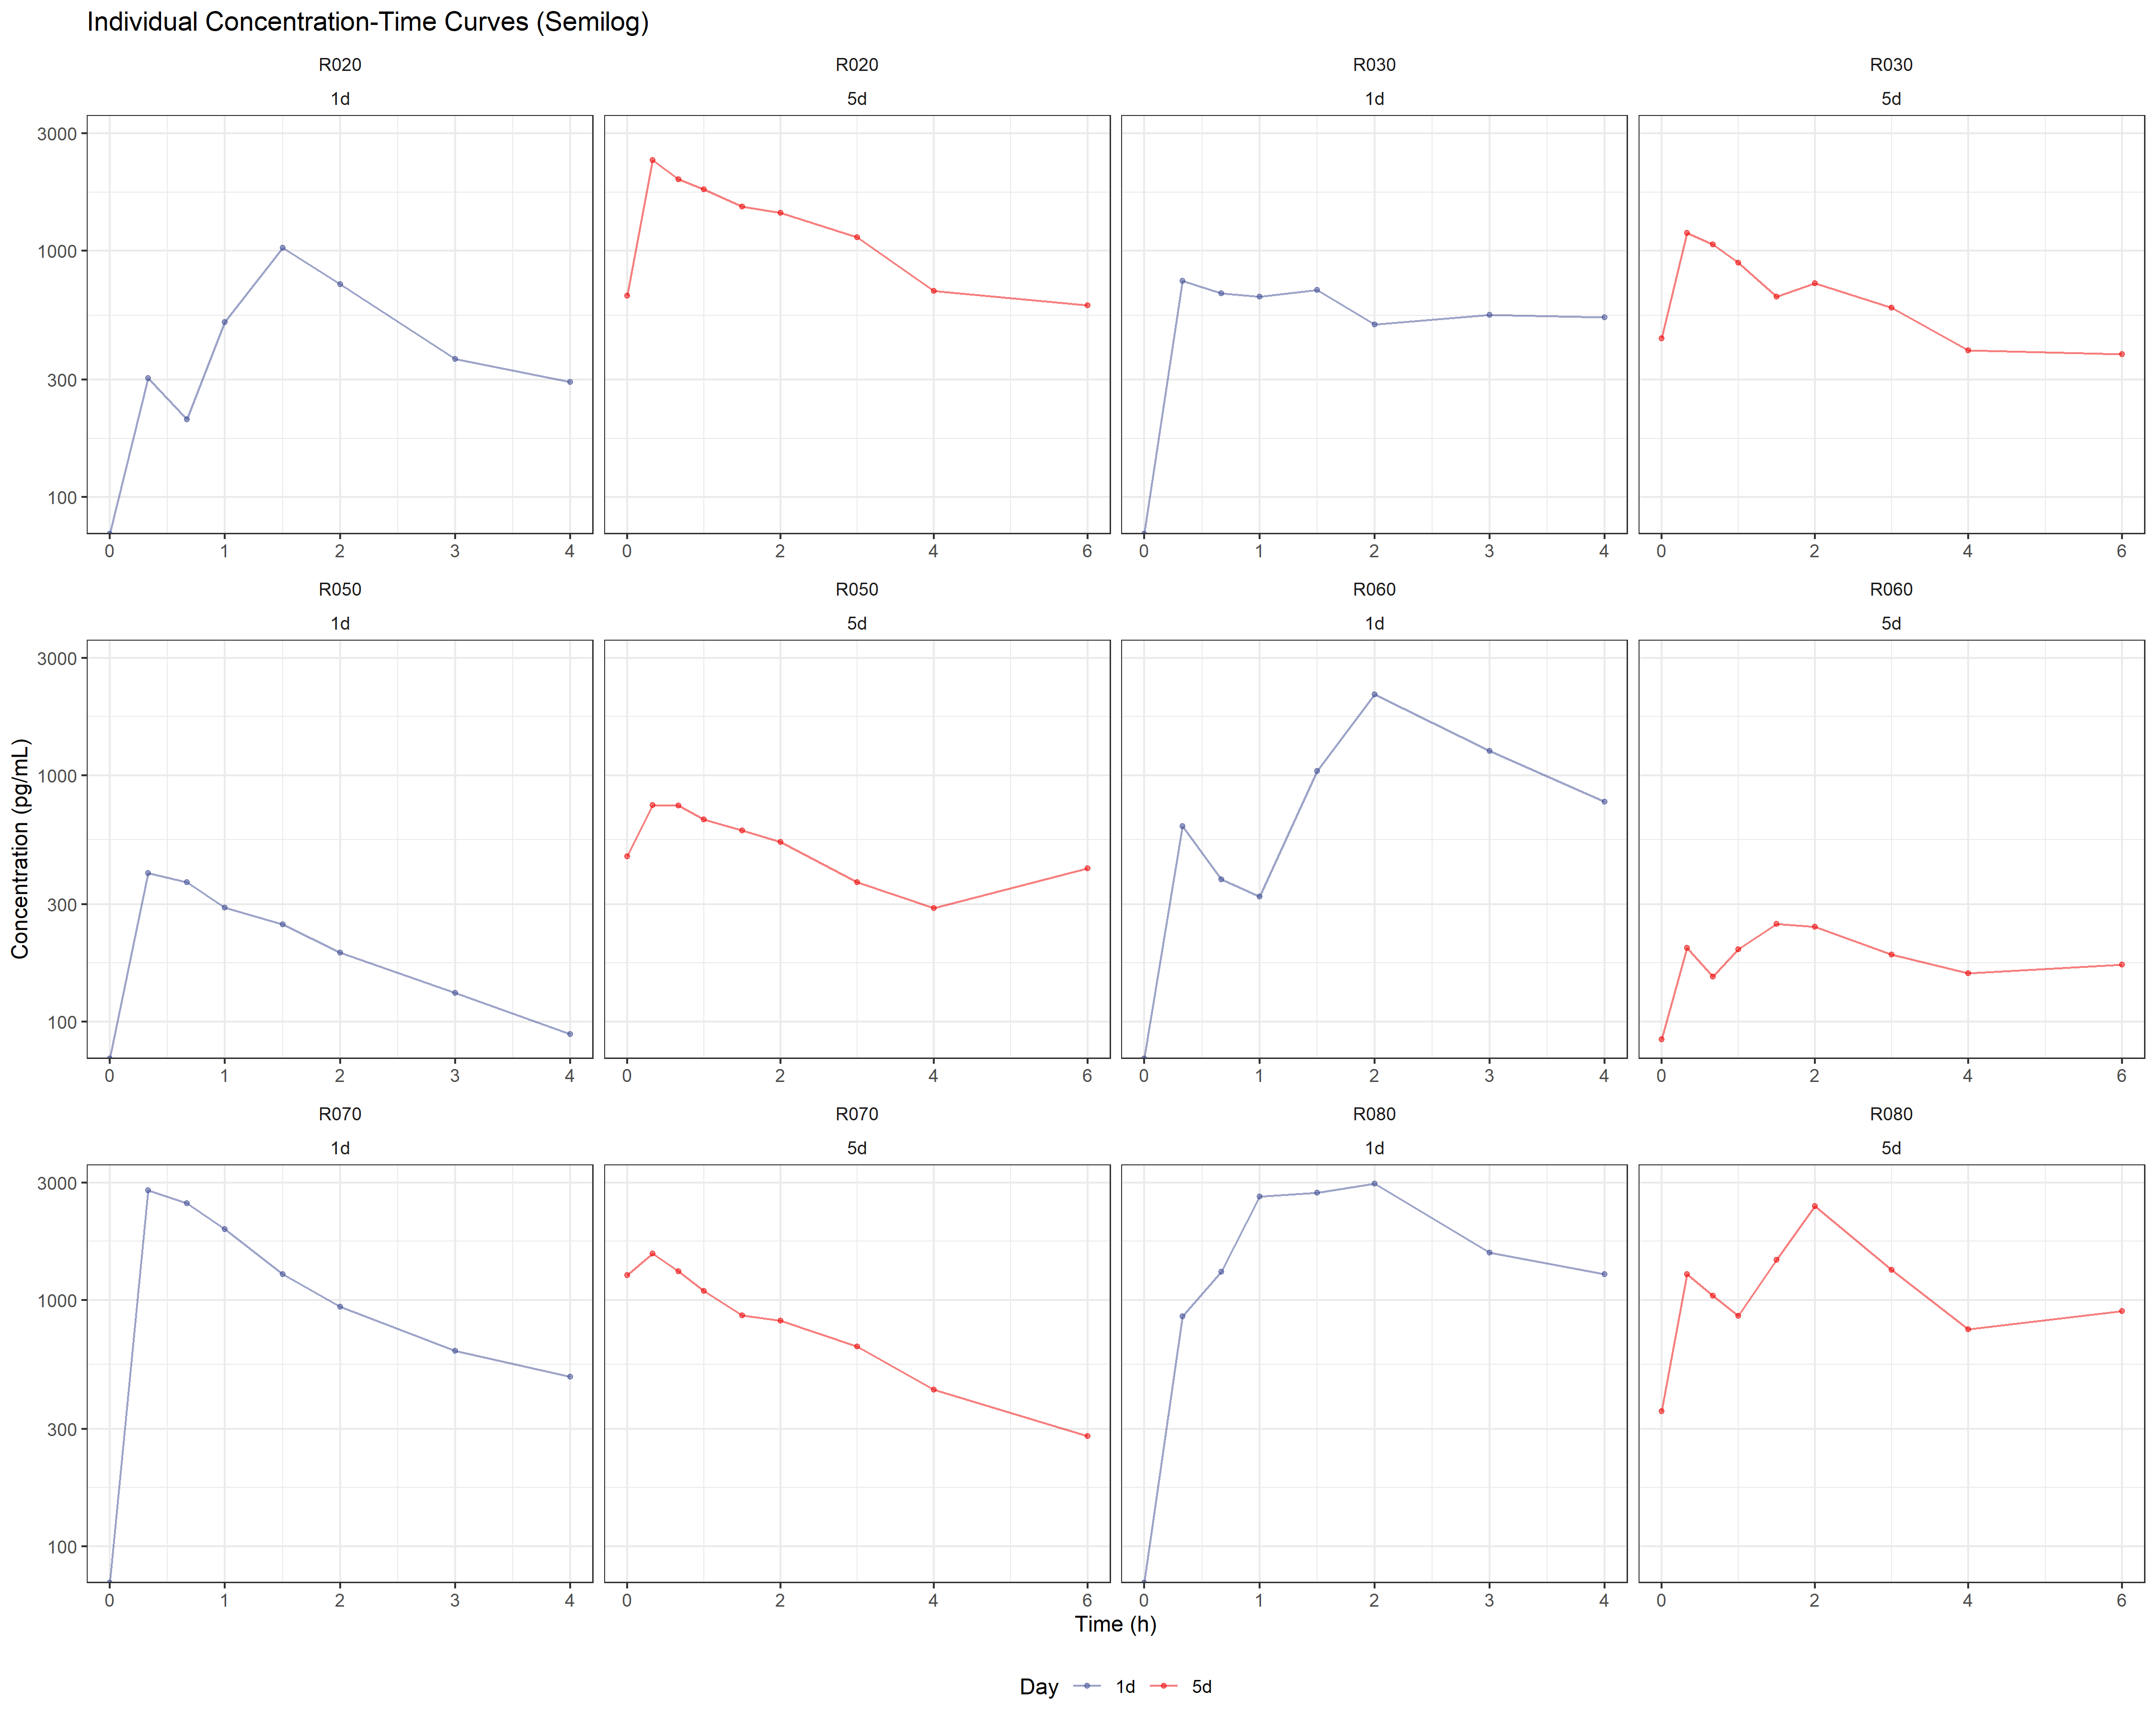 Individual Concentration-Time Curves (Semilog)
R020 R020 R030 R030
1d 5d 1d 5d
3000
1000
300
100
0 1 2 3 4 0 2 4 6 0 1 2 3 4 0 2 4 6
R050 R050 R060 R060
1d 5d 1d 5d
3000
1000
300
100
0 1 2 3 4 0 2 4 6 0 1 2 3 4 0 2 4 6
Concentration (pg/mL)
R070 R070 R080 R080
1d 5d 1d 5d
3000
1000
300
100
0 1 2 3 4 0 2 4 6 0 1 2 3 4 0 2 4 6
Time (h)
Day 1d 5d